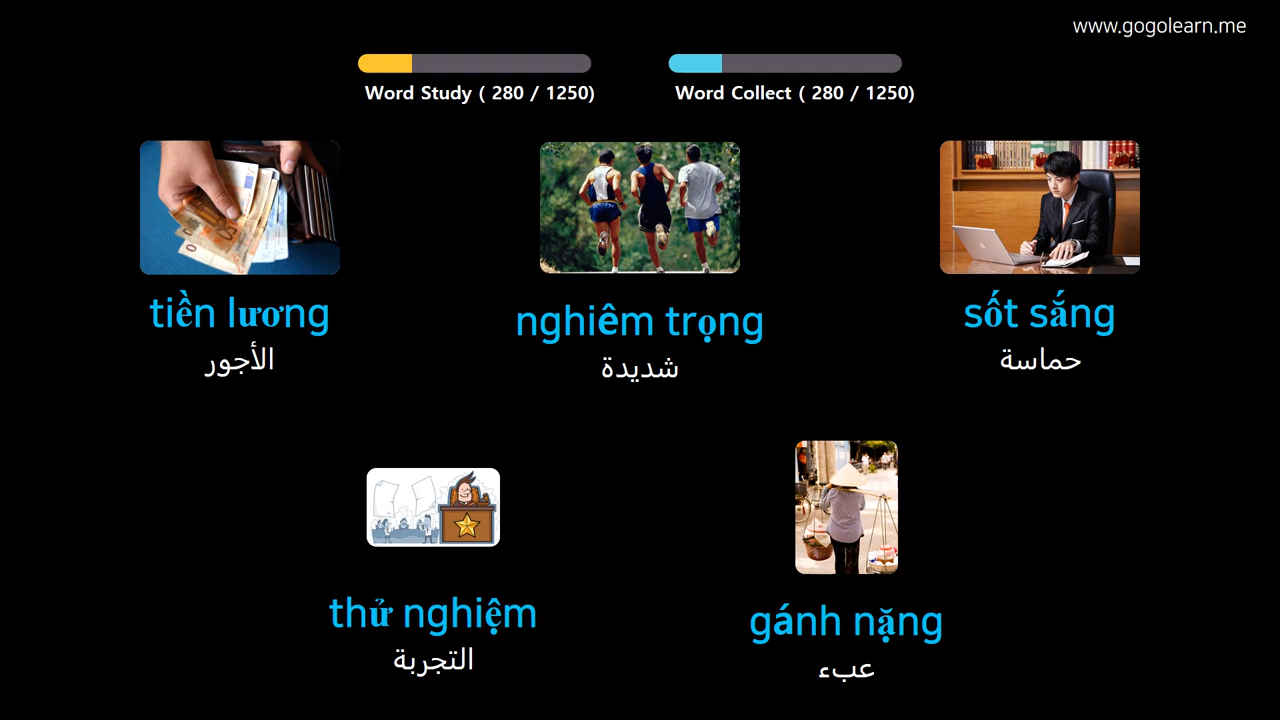 www.gogolearn.me
Word Study ( 280 / 1250)
Word Collect ( 280 / 1250)
tiền lương
الأجور
nghiêm trọng
شديدة
sốt sắng
حماسة
thử nghiệm
التجربة
gánh nặng
عبء